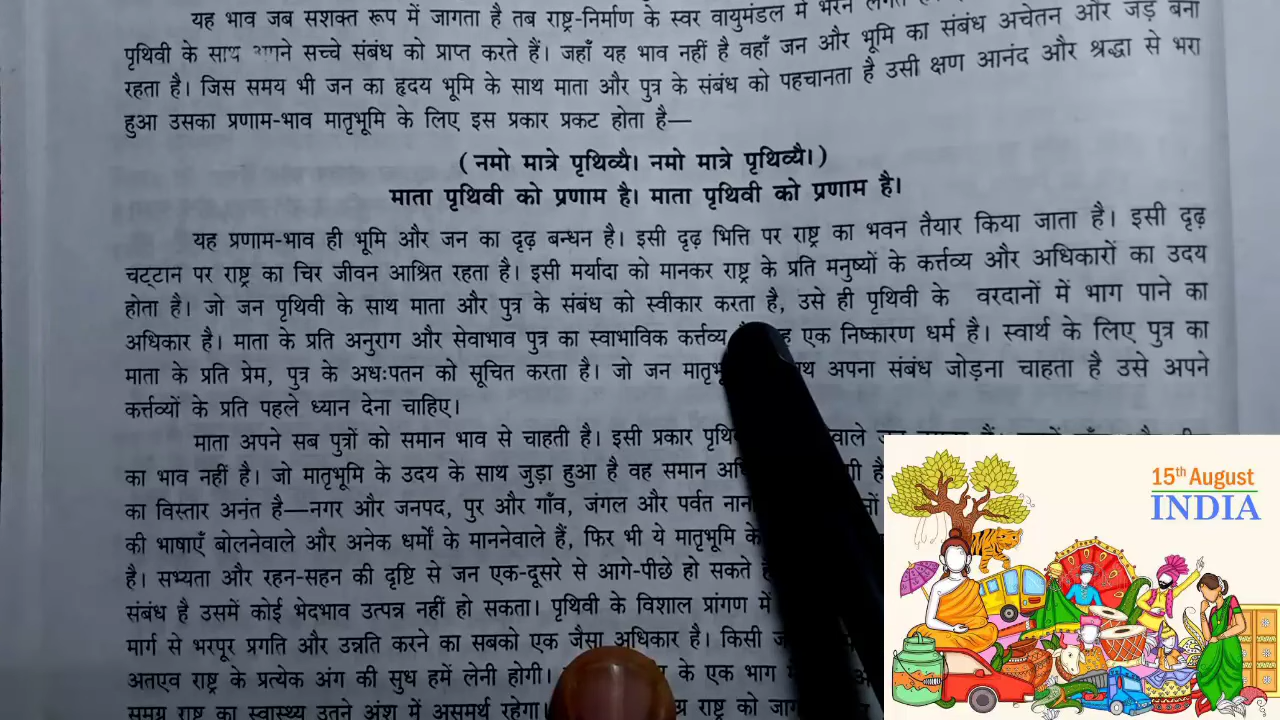 यह भाव जब सशक्त रूप में जागता है तब राष्ट्र-निर्माण के स्वर वायुमंडल में भरने
पृथिवी के साथ अपने सच्चे संबंध को प्राप्त करते हैं। जहाँ यह भाव नहीं है वहाँ जन और भूमि का संबंध अचेतन और जड़ बना
रहता है। जिस समय भी जन का हृदय भूमि के साथ माता और पुत्र के संबंध को पहचानता है उसी क्षण आनंद और श्रद्धा से भरा
हुआ उसका प्रणाम-भाव मातृभूमि के लिए इस प्रकार प्रकट होता है—
(नमो मात्रे पृथिव्यै। नमो मात्रे पृथिव्यै।)
माता पृथिवी को प्रणाम है। माता पृथिवी को प्रणाम है।
यह प्रणाम-भाव ही भूमि और जन का दृढ़ बन्धन है। इसी दृढ़ भित्ति पर राष्ट्र का भवन तैयार किया जाता है। इसी दृढ़
चट्टान पर राष्ट्र का चिर जीवन आश्रित रहता है। इसी मर्यादा को मानकर राष्ट्र के प्रति मनुष्यों के कर्त्तव्य और अधिकारों का उदय
होता है। जो जन पृथिवी के साथ माता और पुत्र के संबंध को स्वीकार करता है, उसे ही पृथिवी के वरदानों में भाग पाने का
अधिकार है। माता के प्रति अनुराग और सेवाभाव पुत्र का स्वाभाविक कर्त्तव्य एक निष्कारण धर्म है। स्वार्थ के लिए पुत्र का
माता के प्रति प्रेम, पुत्र के अधःपतन को सूचित करता है। जो जन अपना संबंध जोड़ना चाहता है उसे अपने
कर्त्तव्यों के प्रति पहले ध्यान देना चाहिए।
माता अपने सब पुत्रों को समान भाव से चाहती है। इसी प्रकार
का भाव नहीं है। जो मातृभूमि के उदय के साथ जुड़ा हुआ है वह समान
का विस्तार अनंत है—नगर और जनपद, पुर और गाँव, जंगल और पर्वत
की भाषाएँ बोलनेवाले और अनेक धर्मों के माननेवाले हैं, फिर भी ये मातृभूमि के
है। सभ्यता और रहन-सहन की दृष्टि से जन एक-दूसरे से आगे-पीछे हो सकते
संबंध है उसमें कोई भेदभाव उत्पन्न नहीं हो सकता। पृथिवी के विशाल प्रांगण में
मार्ग से भरपूर प्रगति और उन्नति करने का सबको एक जैसा अधिकार है। किसी
अतएव राष्ट्र के प्रत्येक अंग की सुध हमें लेनी होगी। के एक भाग
समग्र राष्ट्र का स्वास्थ्य उतने अंश में असमर्थ रहेगा। राष्ट्र को
15th August
INDIA